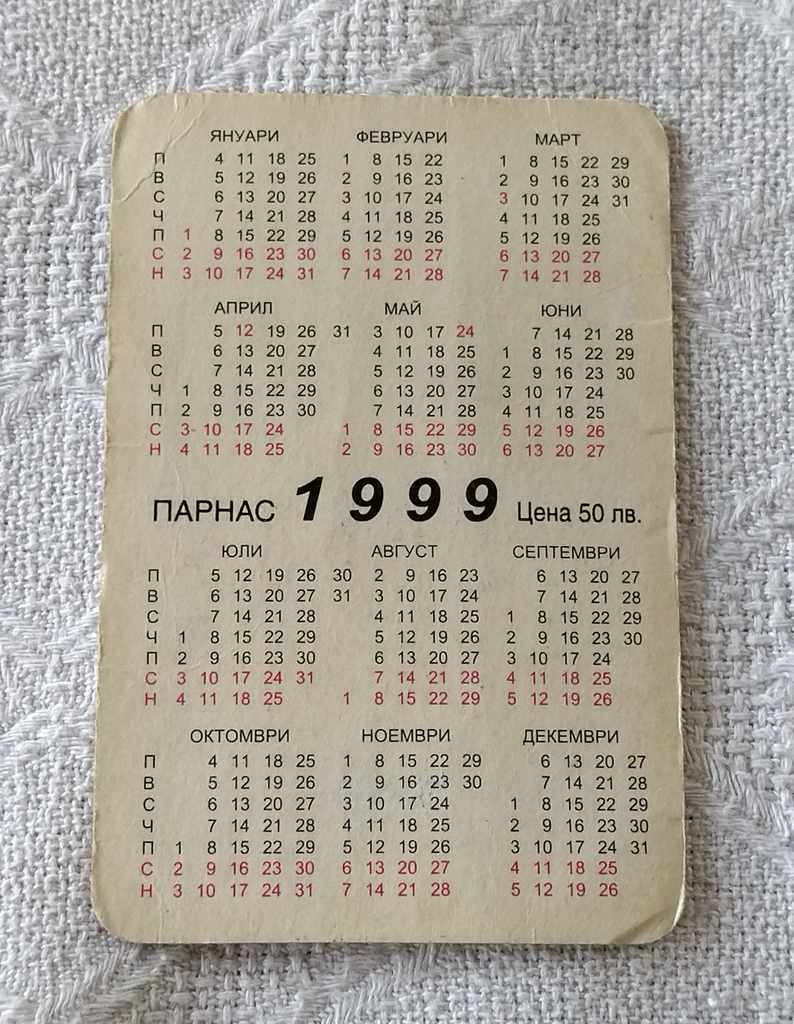 ЯНУАРИ ФЕВРУАРИ МАРТ
П 4 11 18 25 1 8 15 22 1 8 15 22 29
В 5 12 19 26 2 9 16 23 2 9 16 23 30
С 6 13 20 27 3 10 17 24 3 10 17 24 31
Ч 7 14 21 28 4 11 18 25 4 11 18 25
П 1 8 15 22 29 5 12 19 26 5 12 19 26
С 2 9 16 23 30 6 13 20 27 6 13 20 27
Н 3 10 17 24 31 7 14 21 28 7 14 21 28
АПРИЛ МАЙ ЮНИ
П 5 12 19 26 31 3 10 17 24 7 14 21 28
В 6 13 20 27 4 11 18 25 1 8 15 22 29
С 7 14 21 28 5 12 19 26 2 9 16 23 30
Ч 1 8 15 22 29 6 13 20 27 3 10 17 24
П 2 9 16 23 30 7 14 21 28 4 11 18 25
С 3 10 17 24 1 8 15 22 29 5 12 19 26
Н 4 11 18 25 2 9 16 23 30 6 13 20 27
ПАРНАС 1999 Цена 50 лв.
ЮЛИ АВГУСТ СЕПТЕМВРИ
П 5 12 19 26 30 2 9 16 23 6 13 20 27
В 6 13 20 27 31 3 10 17 24 7 14 21 28
С 7 14 21 28 4 11 18 25 1 8 15 22 29
Ч 1 8 15 22 29 5 12 19 26 2 9 16 23 30
П 2 9 16 23 30 6 13 20 27 3 10 17 24
С 3 10 17 24 31 7 14 21 28 4 11 18 25
Н 4 11 18 25 1 8 15 22 29 5 12 19 26
ОКТОМВРИ НОЕМВРИ ДЕКЕМВРИ
П 4 11 18 25 1 8 15 22 29 6 13 20 27
В 5 12 19 26 2 9 16 23 30 7 14 21 28
С 6 13 20 27 3 10 17 24 1 8 15 22 29
Ч 7 14 21 28 4 11 18 25 2 9 16 23 30
П 1 8 15 22 29 5 12 19 26 3 10 17 24 31
С 2 9 16 23 30 6 13 20 27 4 11 18 25
Н 3 10 17 24 31 7 14 21 28 5 12 19 26